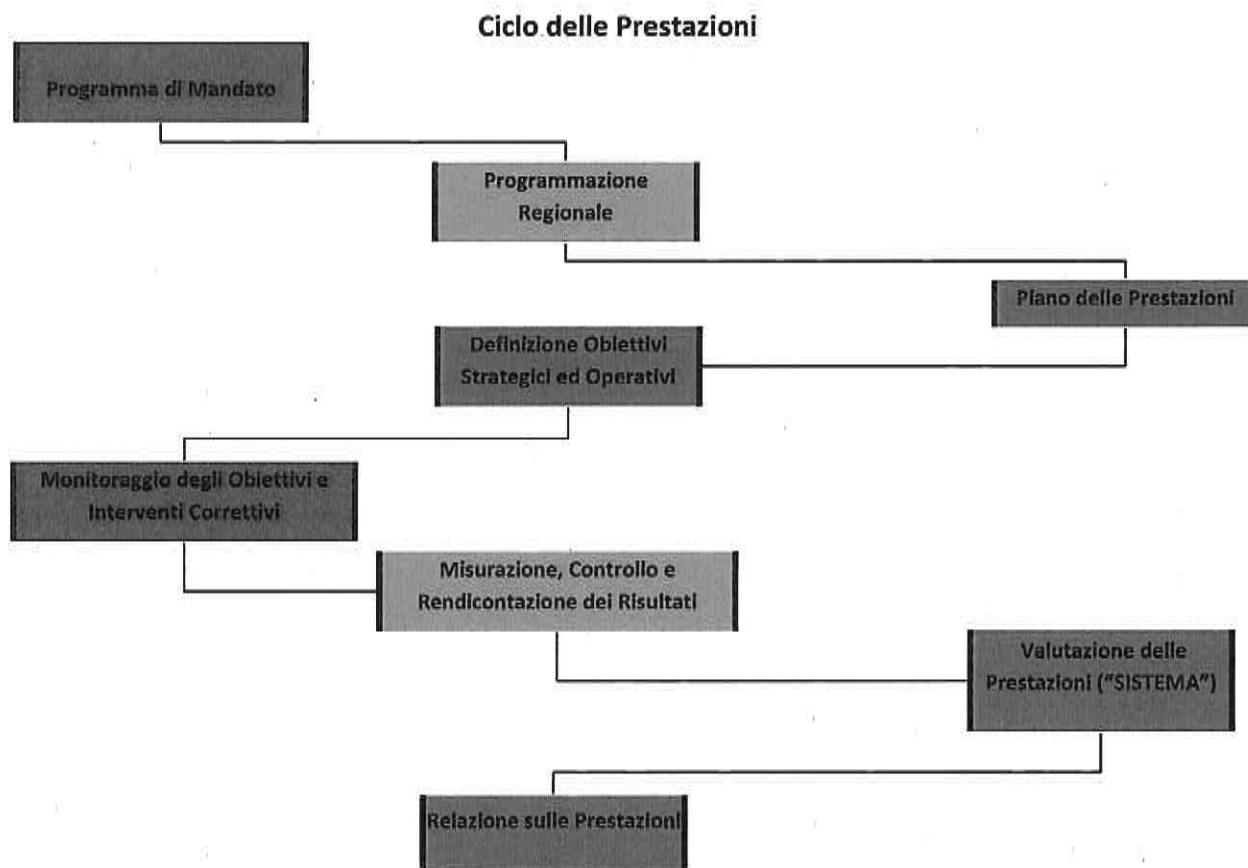 Ciclo delle Prestazioni
Programma di Mandato
Programmazione
Regionale
Piano delle Prestazioni
Definizione Obiettivi
Strategici ed Operativi
Monitoraggio degli Obiettivi e
Interventi Correttivi
Misurazione, Controllo e
Rendicontazione dei Risultati
Valutazione delle
Prestazioni ("SISTEMA")
Relazione sulle Prestazioni